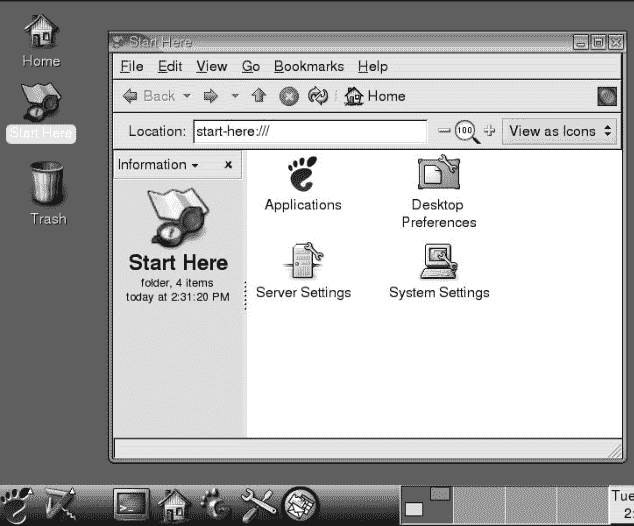 Home
Start Here
Trash
Start Here
File Edit View Go Bookmarks Help
Back Home
Location: start-here:/// 100 View as Icons
Information x
Start Here
folder, 4 items
today at 2:31:20 PM
Applications
Desktop
Preferences
Server Settings
System Settings
Tue
2: